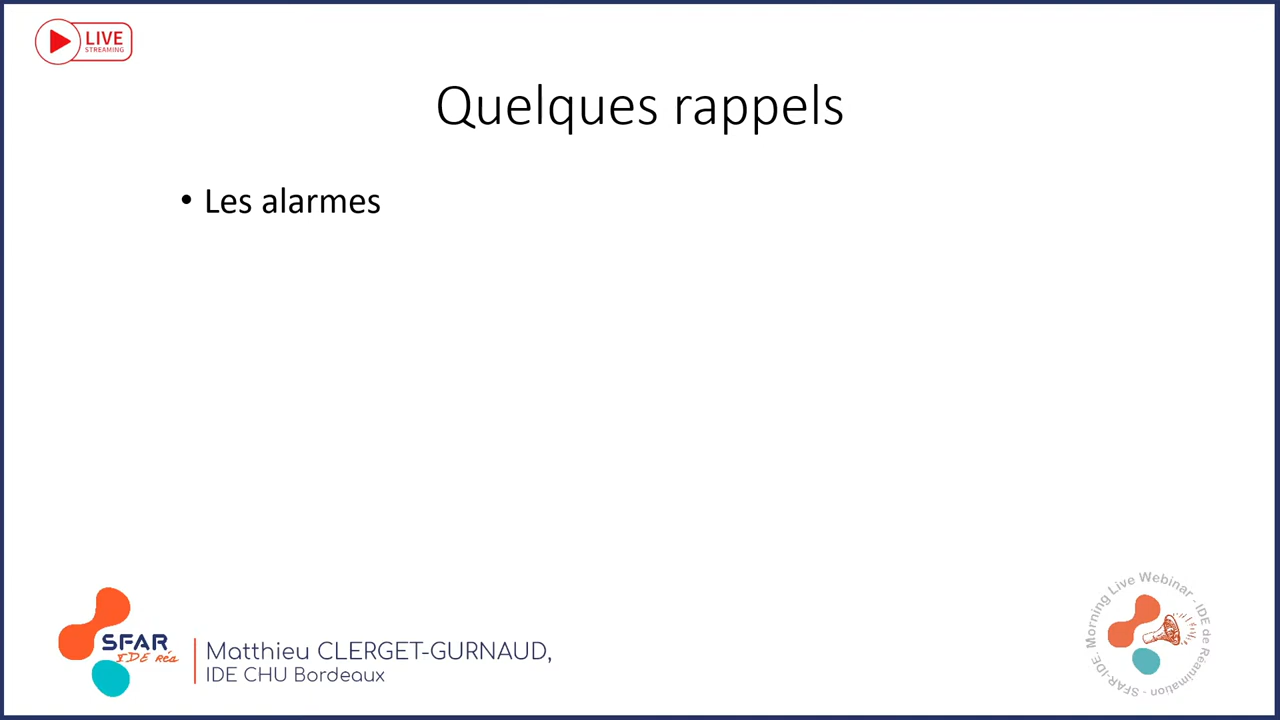 LIVE
STREAMING
Quelques rappels
• Les alarmes
SFAR
IDE Réa
Matthieu CLERGET-GURNAUD,
IDE CHU Bordeaux
SFAR-IDE. Morning Live Webinar - IDE de Réanimation -